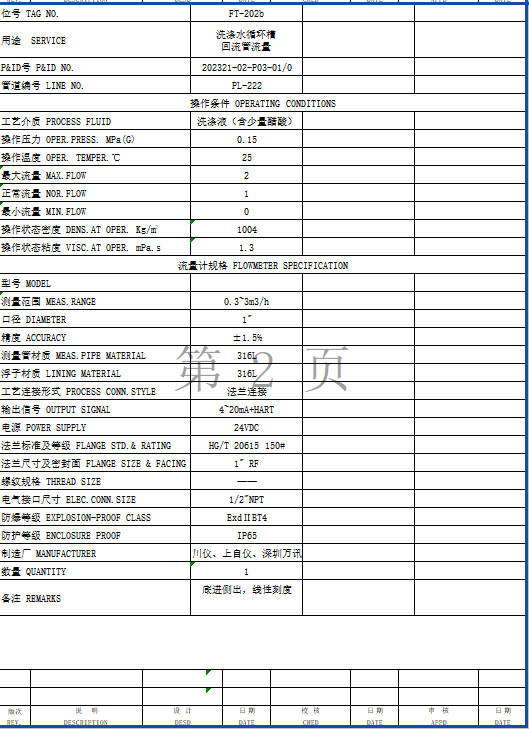 位号 TAG NO. FT-202b
用途 SERVICE 洗涤水循环槽
回流管流量
P&ID号 P&ID NO. 202321-02-P03-01/0
管道编号 LINE NO. PL-222
操作条件 OPERATING CONDITIONS
工艺介质 PROCESS FLUID 洗涤液（含少量醋酸）
操作压力 OPER.PRESS. MPa(G) 0.15
操作温度 OPER. TEMPER.℃ 25
最大流量 MAX.FLOW 2
正常流量 NOR.FLOW 1
最小流量 MIN.FLOW 0
操作状态密度 DENS.AT OPER. Kg/m³ 1004
操作状态粘度 VISC.AT OPER. mPa.s 1.3
流量计规格 FLOWMETER SPECIFICATION
型号 MODEL
测量范围 MEAS.RANGE 0.3~3m3/h
口径 DIAMETER 1"
精度 ACCURACY ±1.5%
测量管材质 MEAS.PIPE MATERIAL 316L
浮子材质 LINING MATERIAL 316L
第 2 页
工艺连接形式 PROCESS CONN.STYLE 法兰连接
输出信号 OUTPUT SIGNAL 4~20mA+HART
电源 POWER SUPPLY 24VDC
法兰标准及等级 FLANGE STD.& RATING HG/T 20615 150#
法兰尺寸及密封面 FLANGE SIZE & FACING 1" RF
螺纹规格 THREAD SIZE ——
电气接口尺寸 ELEC.CONN.SIZE 1/2"NPT
防爆等级 EXPLOSION-PROOF CLASS ExdⅡBT4
防护等级 ENCLOSURE PROOF IP65
制造厂 MANUFACTURER 川仪、上自仪、深圳万讯
数量 QUANTITY 1
备注 REMARKS 底进侧出，线性刻度
版次 说 明 设 计 日 期 校 核 日 期 审 核 日 期
REV. DESCRIPTION DESD DATE CHED DATE APPD DATE